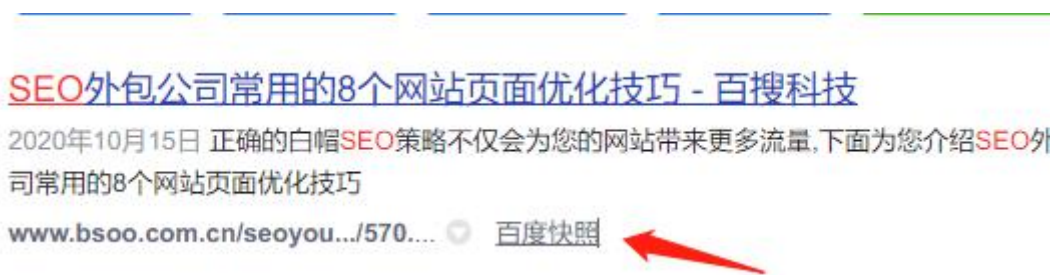 SEO外包公司常用的8个网站页面优化技巧 - 百搜科技
2020年10月15日 正确的白帽SEO策略不仅会为您的网站带来更多流量,下面为您介绍SEO外
司常用的8个网站页面优化技巧
www.bsoo.com.cn/seoyou.../570.... 百度快照